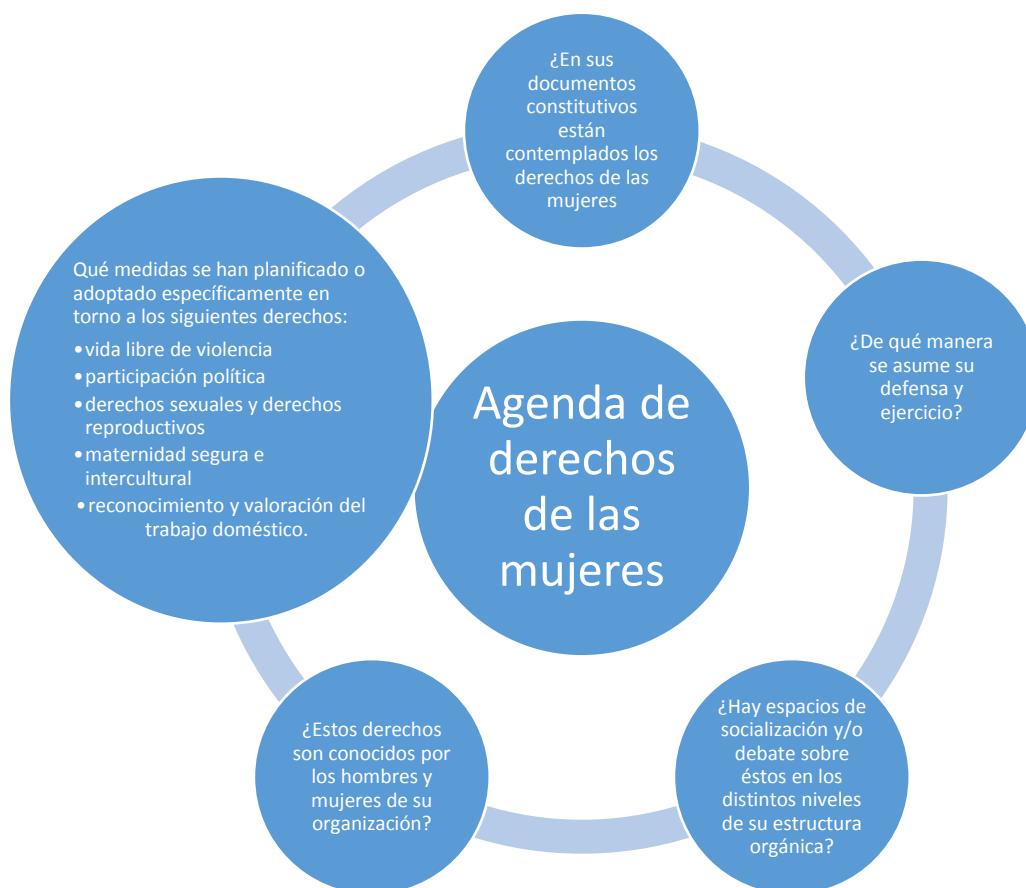 ¿En sus
documentos
constitutivos
están
contemplados los
derechos de las
mujeres
¿De qué manera
se asume su
defensa y
ejercicio?
¿Hay espacios de
socialización y/o
debate sobre
éstos en los
distintos niveles
de su estructura
orgánica?
¿Estos derechos
son conocidos por
los hombres y
mujeres de su
organización?
Qué medidas se han planificado o
adoptado específicamente en
torno a los siguientes derechos:
•vida libre de violencia
•participación política
•derechos sexuales y derechos
reproductivos
•maternidad segura e
intercultural
•reconocimiento y valoración del
trabajo doméstico.
Agenda de
derechos
de las
mujeres